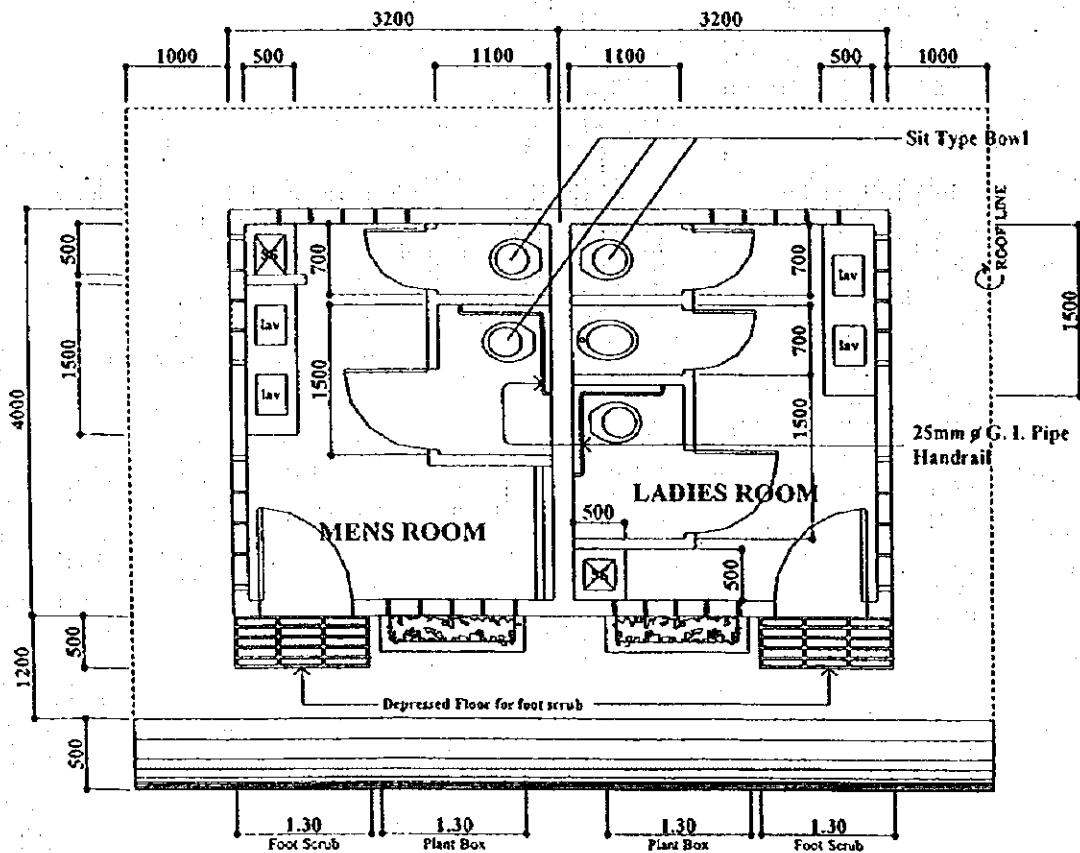 3200
3200
1000
500
1100
1100
500
1000
Sit Type Bowl
ROOF LINE
500
700
700
1500
lav
lav
lav
lav
1500
1500
700
4000
1500
25mm ø G. I. Pipe
Handrail
LADIES ROOM
500
MENS ROOM
500
500
1200
Depressed Floor for foot scrub
500
1.30
1.30
1.30
1.30
Foot Scrub
Plant Box
Plant Box
Foot Scrub